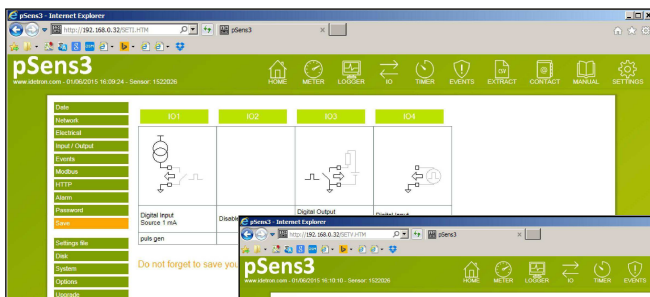 pSens3 - Internet Explorer
http://192.168.0.32/SETI.HTM
pSens3
pSens3
www.idetron.com - 01/06/2015 16:09:24 - Sensor: 1522026
HOME METER LOGGER IO TIMER EVENTS EXTRACT CONTACT MANUAL SETTINGS
Date
Network
Electrical
Input / Output
Events
Modbus
HTTP
Alarm
Password
Save
Settings file
Disk
System
Options
Upgrade
IO1 IO2 IO3 IO4
Digital Input
Source 1 mA
Disable
Digital Output
Digital Input
puls gen
Do not forget to save you
pSens3 - Internet Explorer
http://192.168.0.32/SETV.HTM
pSens3
pSens3
www.idetron.com - 01/06/2015 16:10:10 - Sensor: 1522026
HOME METER LOGGER IO TIMER EVENTS